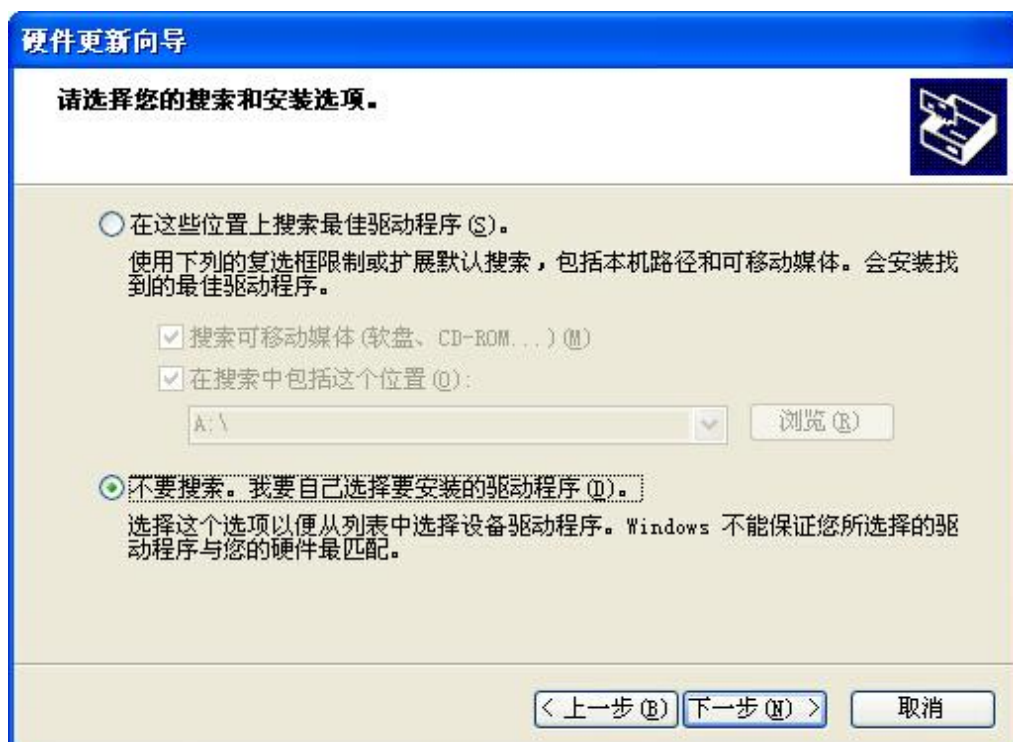 硬件更新向导
请选择您的搜索和安装选项。
在这些位置上搜索最佳驱动程序(S)。
使用下列的复选框限制或扩展默认搜索,包括本机路径和可移动媒体。会安装找
到的最佳驱动程序。
搜索可移动媒体(软盘、CD-ROM...)(M)
在搜索中包括这个位置(O):
A:\
浏览(R)
不要搜索。我要自己选择要安装的驱动程序(D)。
选择这个选项以便从列表中选择设备驱动程序。Windows 不能保证您所选择的驱
动程序与您的硬件最匹配。
< 上一步(B) 下一步(N) > 取消